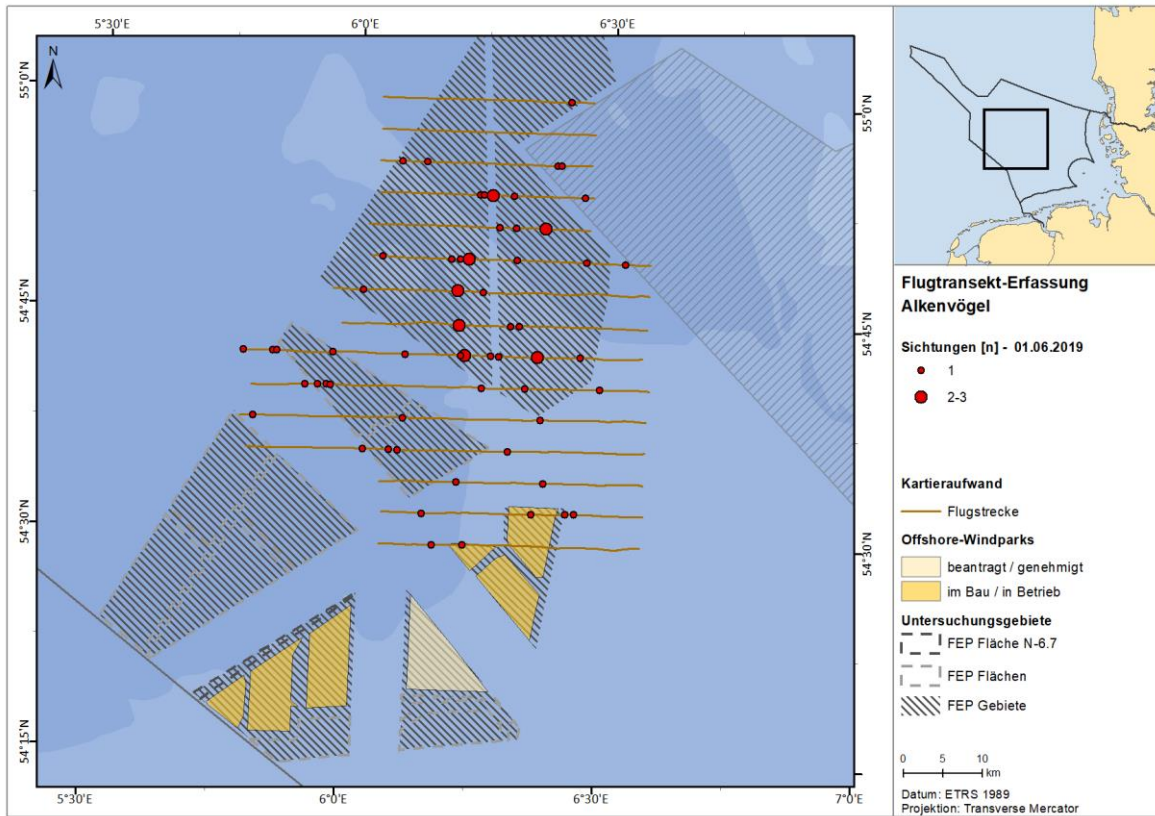 5°30'E 6°0'E 6°30'E
N
55°0'N
55°0'N
54°45'N
54°45'N
54°30'N
54°30'N
54°15'N
5°30'E 6°0'E 6°30'E 7°0'E
Flugtransekt-Erfassung
Alkenvögel
Sichtungen [n] - 01.06.2019
1
2-3
Kartieraufwand
Flugstrecke
Offshore-Windparks
beantragt / genehmigt
im Bau / in Betrieb
Untersuchungsgebiete
FEP Fläche N-6.7
FEP Flächen
FEP Gebiete
0 5 10
km
Datum: ETRS 1989
Projektion: Transverse Mercator